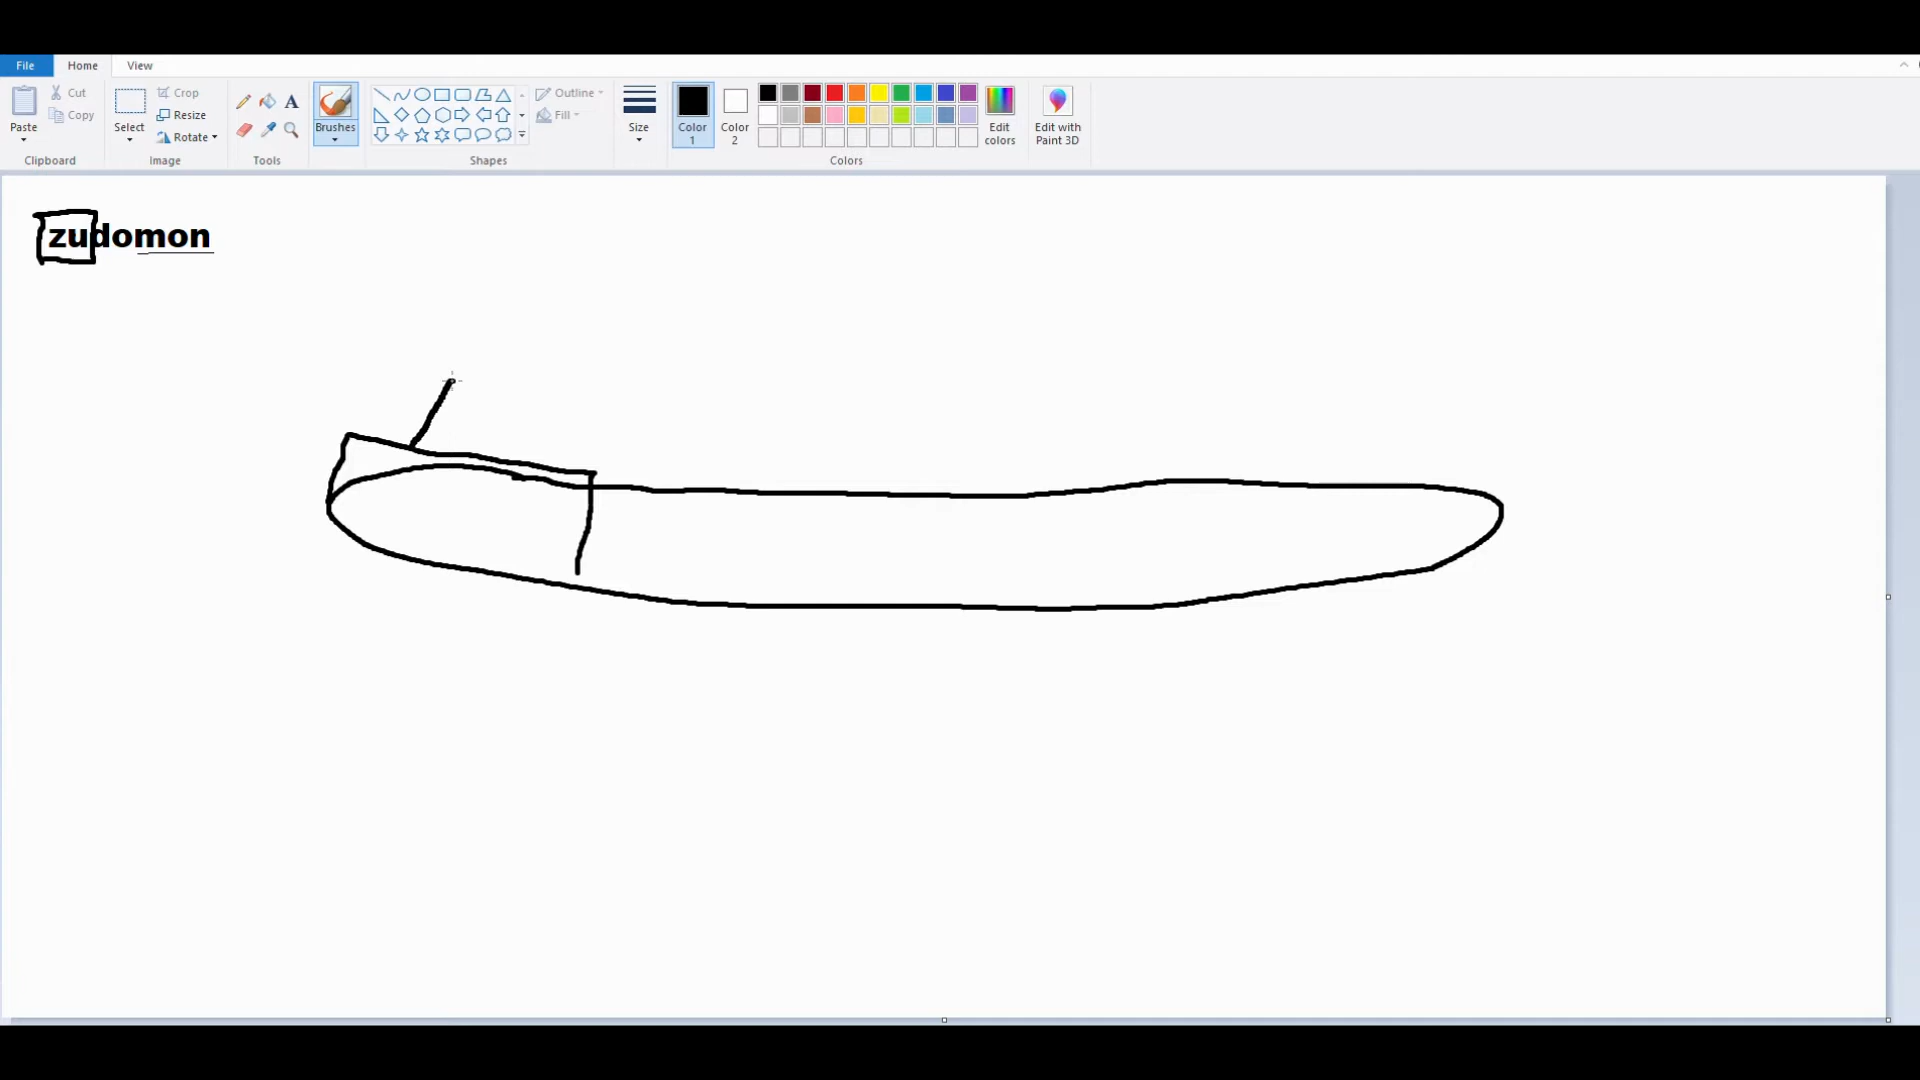 File Home View
Paste Cut Copy Clipboard
Select Crop Resize Rotate Image
A Tools
Brushes
Outline Fill Shapes
Size
Color 1 Color 2 Edit colors Colors
Edit with Paint 3D
zudomon